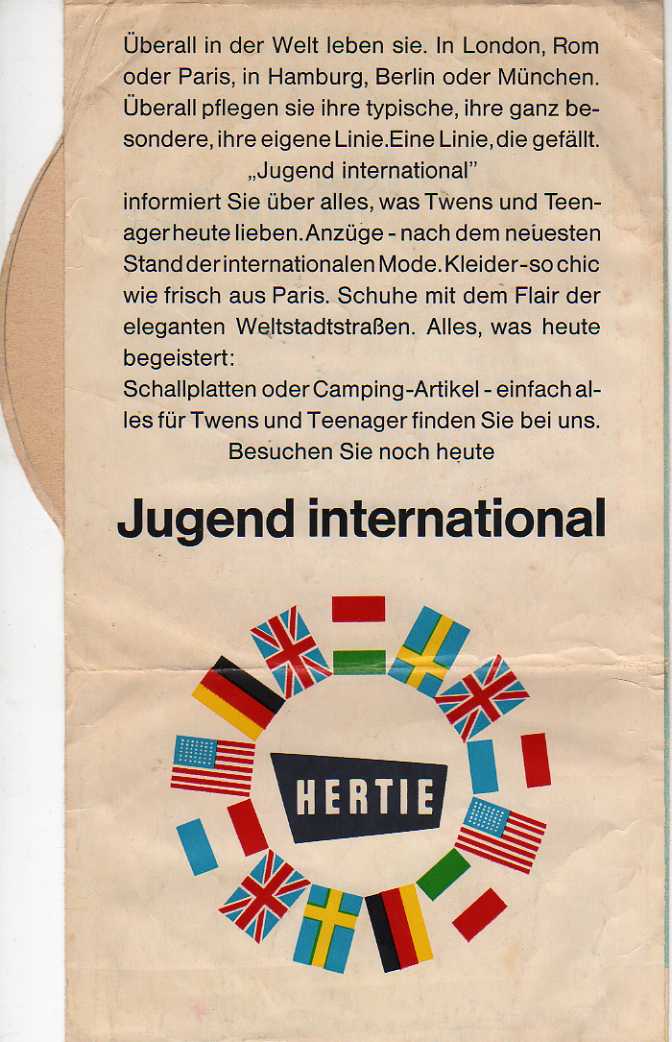 Überall in der Welt leben sie. In London, Rom
oder Paris, in Hamburg, Berlin oder München.
Überall pflegen sie ihre typische, ihre ganz be-
sondere, ihre eigene Linie. Eine Linie, die gefällt.
„Jugend international”
informiert Sie über alles, was Twens und Teen-
ager heute lieben. Anzüge - nach dem neuesten
Stand der internationalen Mode. Kleider - so chic
wie frisch aus Paris. Schuhe mit dem Flair der
eleganten Weltstadtstraßen. Alles, was heute
begeistert:
Schallplatten oder Camping-Artikel - einfach al-
les für Twens und Teenager finden Sie bei uns.
Besuchen Sie noch heute
Jugend international
HERTIE